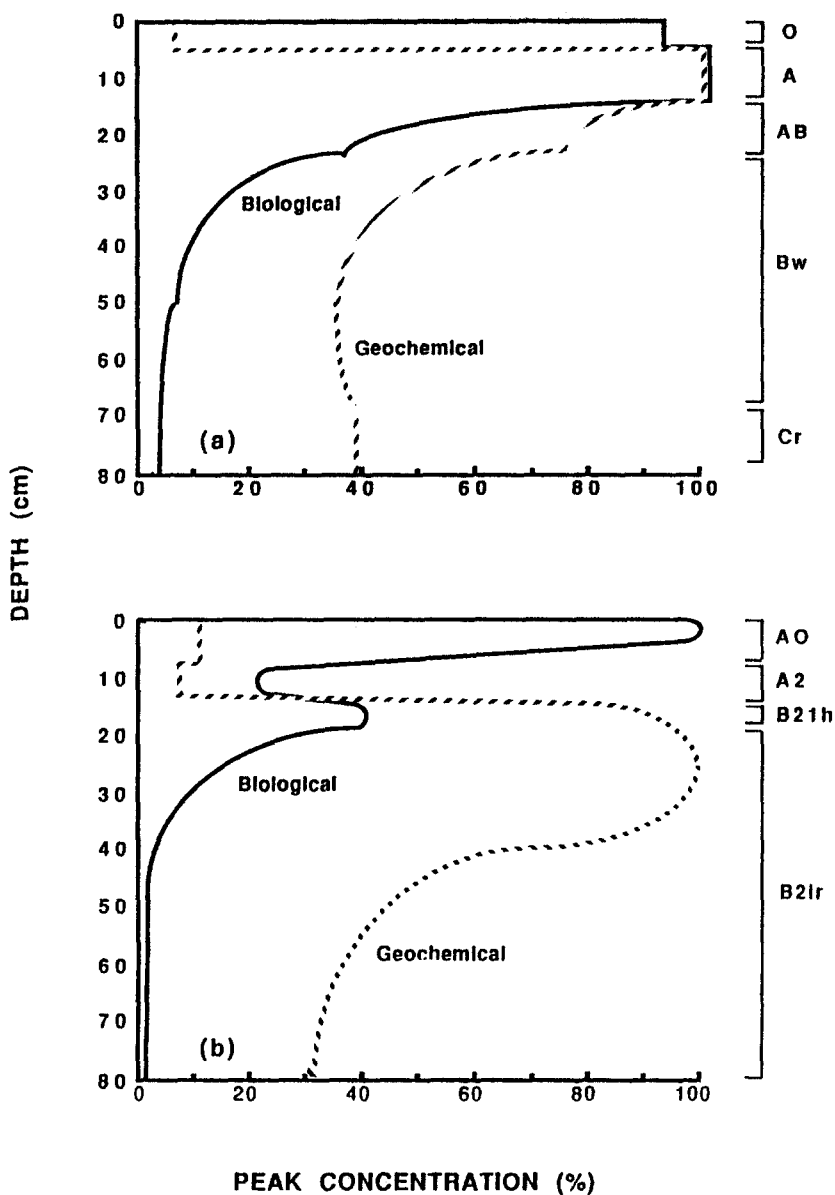 0
10
20
30
40
50
60
70
80
Biological
Geochemical
(a)
0 20 40 60 80 100
O
A
AB
Bw
Cr
DEPTH (cm)
0
10
20
30
40
50
60
70
80
Biological
Geochemical
(b)
0 20 40 60 80 100
AO
A2
B21h
B2Ir
PEAK CONCENTRATION (%)